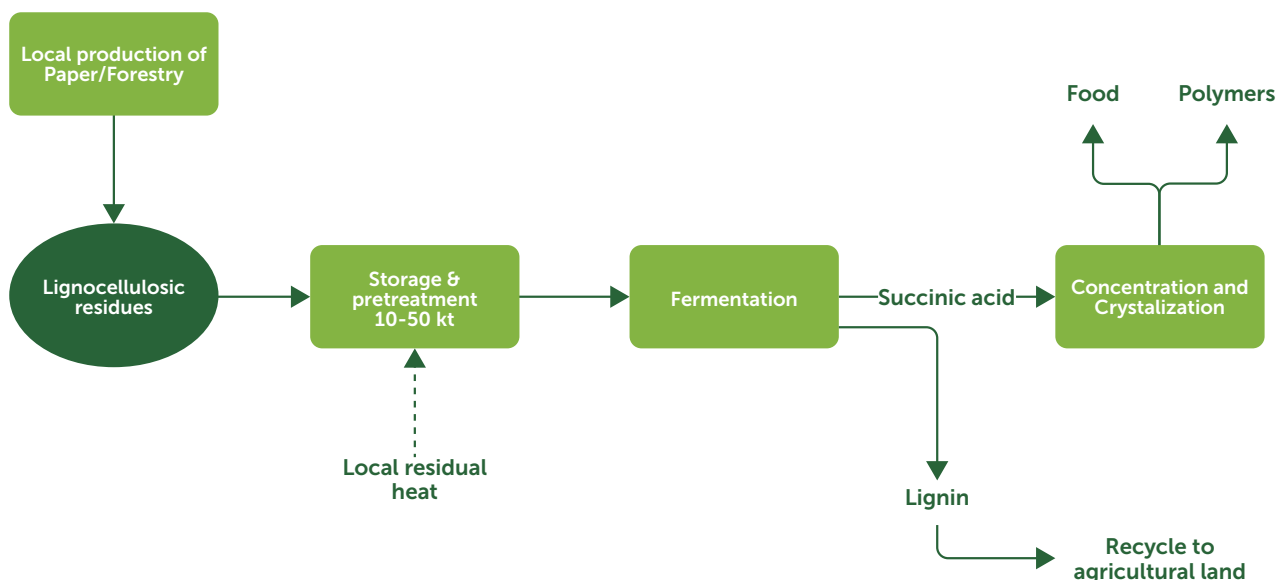 Local production of
Paper/Forestry
Food
Polymers
Lignocellulosic
residues
Storage &
pretreatment
10-50 kt
Fermentation
Succinic acid
Concentration and
Crystalization
Local residual
heat
Lignin
Recycle to
agricultural land